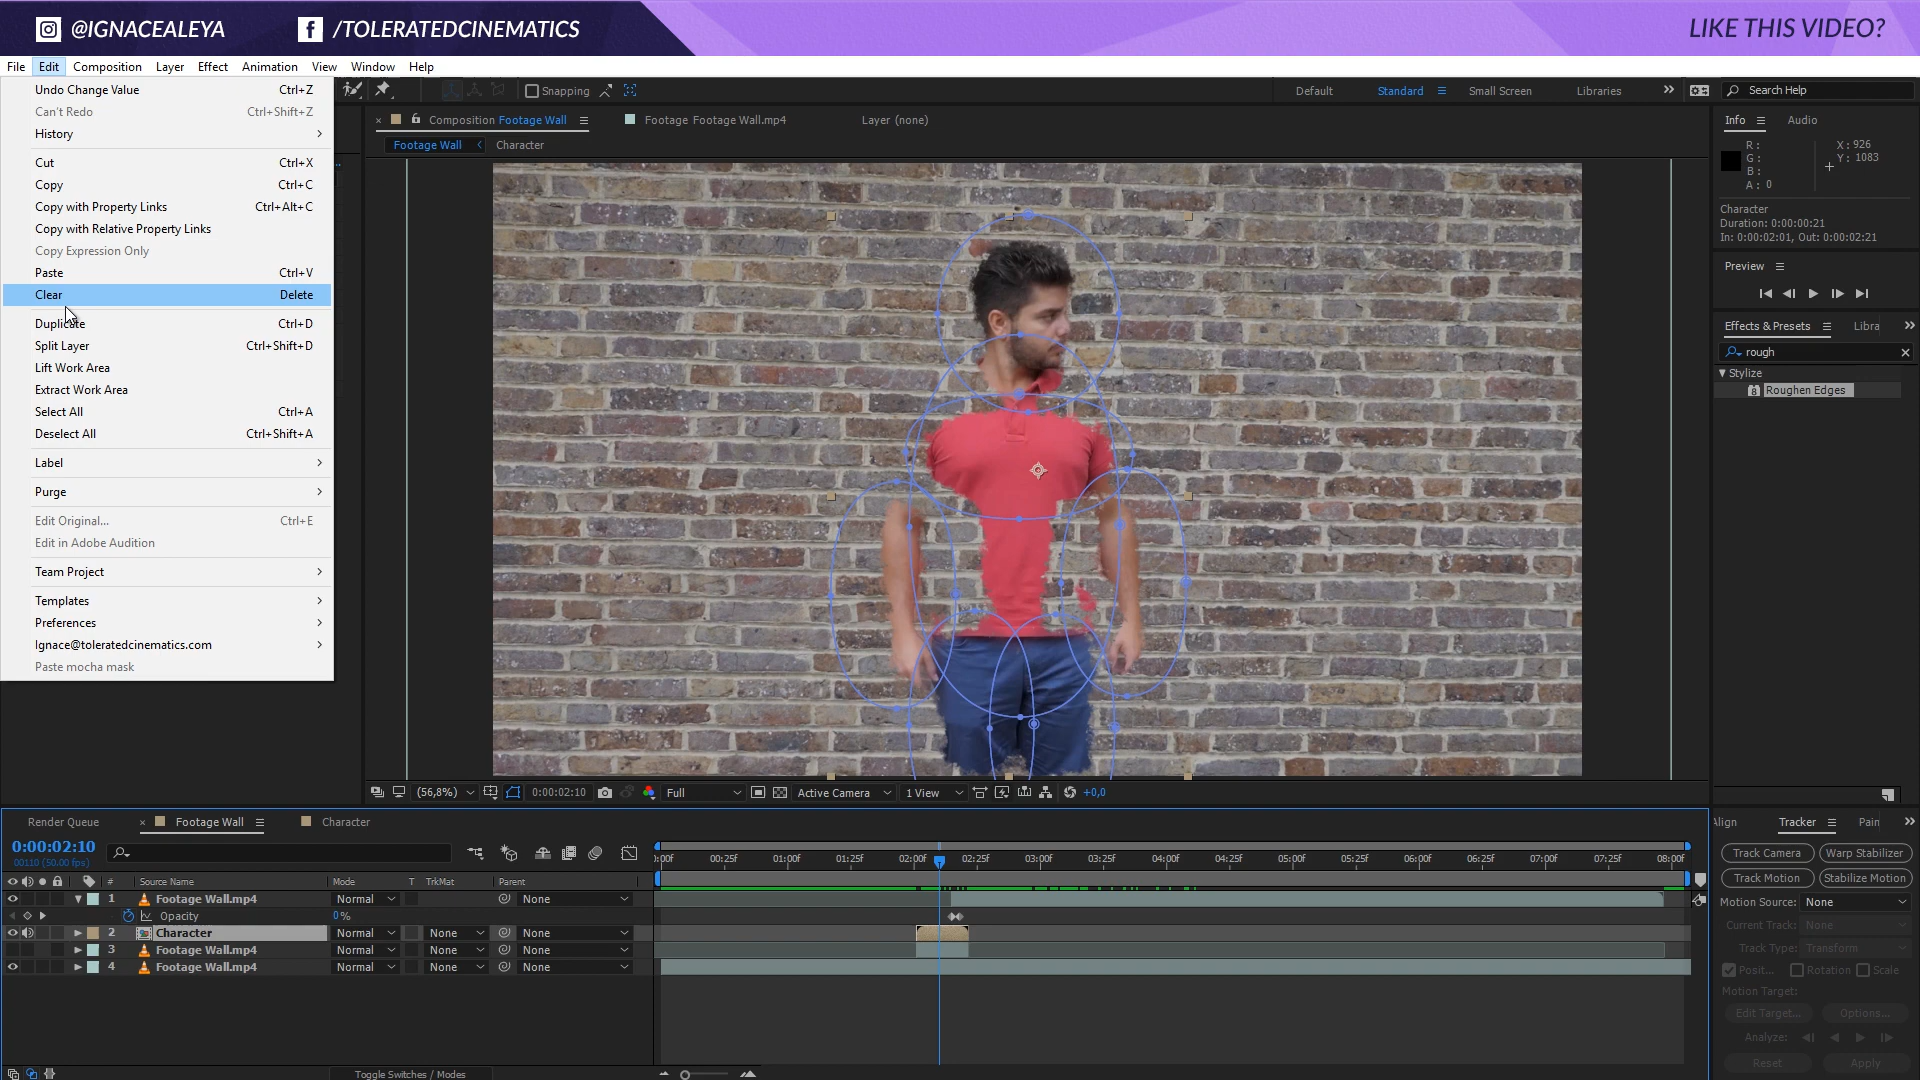 @IGNACEALEYA /TOLERATEDCINEMATICS LIKE THIS VIDEO?
File Edit Composition Layer Effect Animation View Window Help
Undo Change Value Ctrl+Z
Can't Redo Ctrl+Shift+Z
History
Cut Ctrl+X
Copy Ctrl+C
Copy with Property Links Ctrl+Alt+C
Copy with Relative Property Links
Copy Expression Only
Paste Ctrl+V
Clear Delete
Duplicate Ctrl+D
Split Layer Ctrl+Shift+D
Lift Work Area
Extract Work Area
Select All Ctrl+A
Deselect All Ctrl+Shift+A
Label
Purge
Edit Original... Ctrl+E
Edit in Adobe Audition
Team Project
Templates
Preferences
Ignace@toleratedcinematics.com
Paste mocha mask
Snapping Default Standard Small Screen Libraries Search Help
Composition Footage Wall Footage Footage Wall.mp4 Layer (none)
Footage Wall Character
Info Audio
R: X: 926
G: Y: 1083
B:
A: 0
Character
Duration: 0:00:00:21
In: 0:00:02:01, Out: 0:00:02:21
Preview
Effects & Presets Libra
rough
Stylize
Roughen Edges
(56,8%) 0:00:02:10 Full Active Camera 1 View +0,0
Render Queue Footage Wall Character
0:00:02:10
00110 (50.00 fps)
:00f 00:25f 01:00f 01:25f 02:00f 02:25f 03:00f 03:25f 04:00f 04:25f 05:00f 05:25f 06:00f 06:25f 07:00f 07:25f 08:00f
# Source Name Mode T TrkMat Parent
1 Footage Wall.mp4 Normal None
Opacity 0%
2 Character Normal None None
3 Footage Wall.mp4 Normal None None
4 Footage Wall.mp4 Normal None None
Toggle Switches / Modes
Align Tracker Pain
Track Camera Warp Stabilizer
Track Motion Stabilize Motion
Motion Source: None
Current Track: None
Track Type: Transform
Posit... Rotation Scale
Motion Target:
Edit Target... Options...
Analyze:
Reset Apply